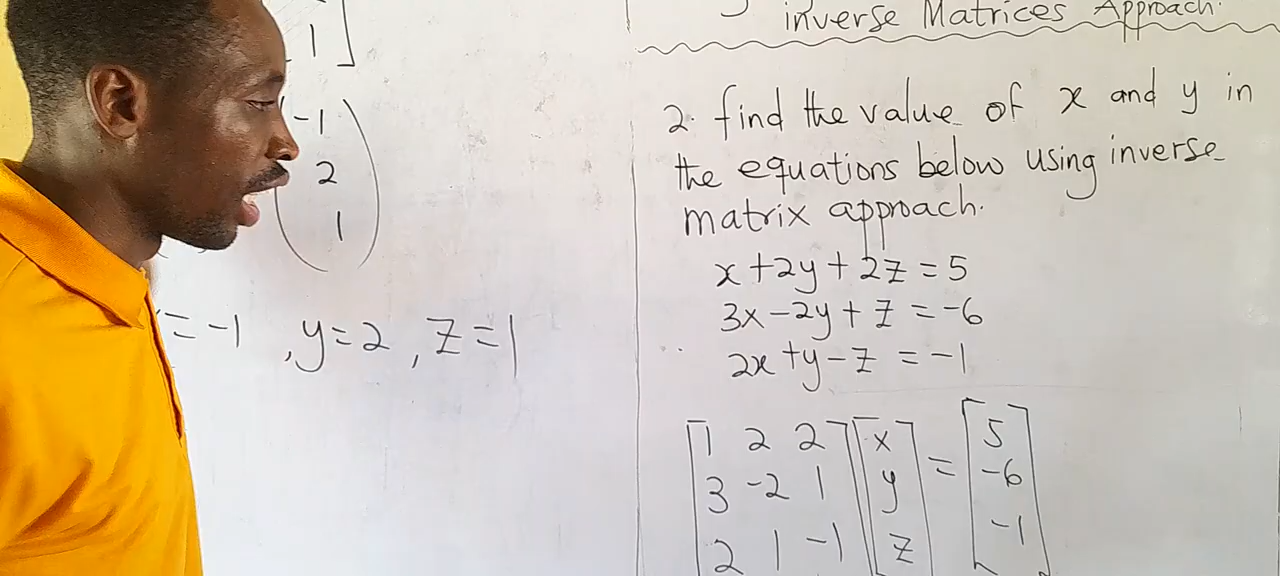 1
-1
2
1
= -1 , y = 2 , z = 1
inverse Matrices Approach.
2. find the value of x and y in
the equations below using inverse
matrix approach.
x + 2y + 2z = 5
3x - 2y + z = -6
2x + y - z = -1
1 2 2 x = 5
3 -2 1 y -6
2 1 -1 z -1